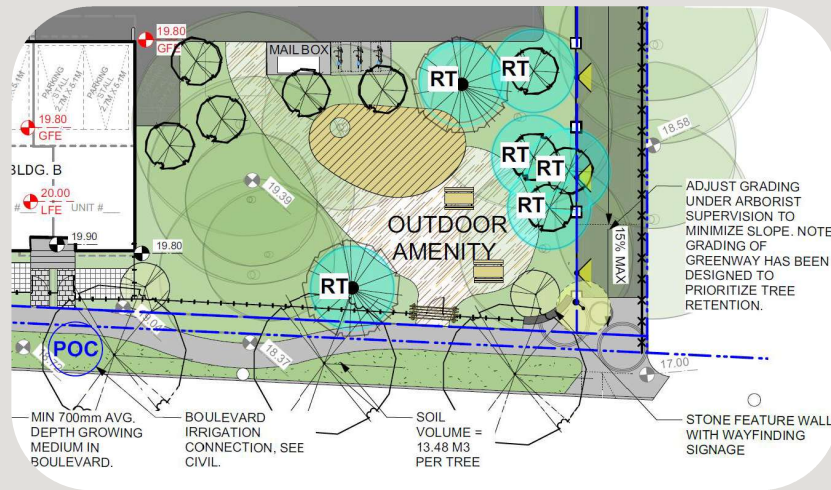 19.80
GFE
MAIL BOX
PARKING
STALL
2.7M X 5.1M
PARKING
STALL
2.7M X 5.1M
RT
RT
19.80
GFE
18.58
RT
RT
BLDG. B
19.39
ADJUST GRADING
UNDER ARBORIST
SUPERVISION TO
MINIMIZE SLOPE. NOTE
GRADING OF
GREENWAY HAS BEEN
DESIGNED TO
PRIORITIZE TREE
RETENTION.
20.00
LFE
#__ UNIT #__
RT
OUTDOOR
AMENITY
15% MAX
19.90
19.80
RT
POC
18.37
17.00
MIN 700mm AVG.
DEPTH GROWING
MEDIUM IN
BOULEVARD.
BOULEVARD
IRRIGATION
CONNECTION, SEE
CIVIL.
SOIL
VOLUME =
13.48 M3
PER TREE
STONE FEATURE WALL
WITH WAYFINDING
SIGNAGE